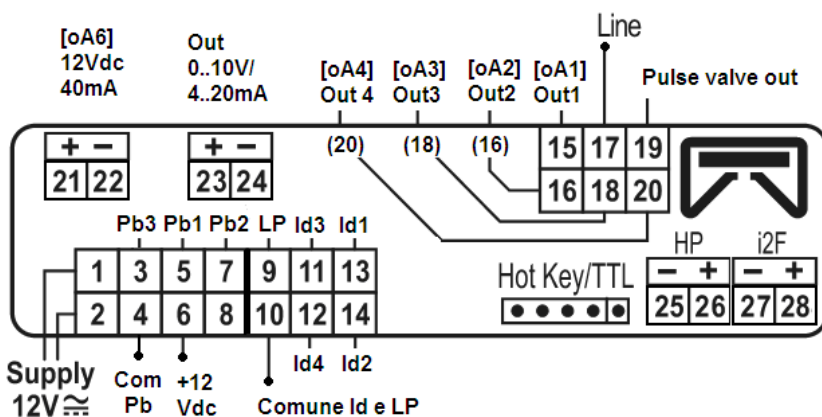 Line
[oA6]
12Vdc
40mA
Out
0..10V/
4..20mA
[oA4]
Out 4
[oA3]
Out3
[oA2]
Out2
[oA1]
Out1
Pulse valve out
+ −
21 22
+ −
23 24
(20) (18) (16)
15 17 19
16 18 20
Pb3 Pb1 Pb2 LP Id3 Id1
1 3 5 7 9 11 13
2 4 6 8 10 12 14
Id4 Id2
Hot Key/TTL
HP
− +
25 26
i2F
− +
27 28
Supply
12V≂
Com
Pb
+12
Vdc
Comune Id e LP